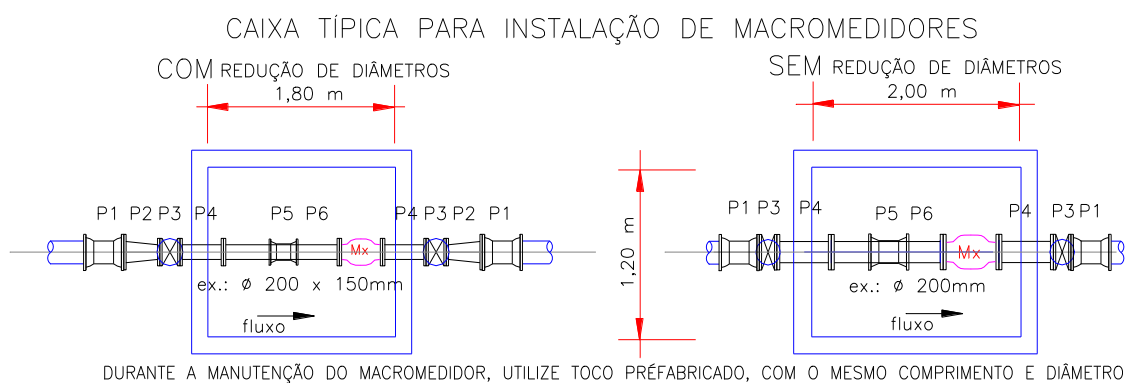 CAIXA TÍPICA PARA INSTALAÇÃO DE MACROMEDIDORES
COM REDUÇÃO DE DIÂMETROS
1,80 m
P1 P2 P3 P4 P5 P6 P4 P3 P2 P1
Mx
ex.: ø 200 x 150mm
fluxo
SEM REDUÇÃO DE DIÂMETROS
2,00 m
1,20 m
P1 P3 P4 P5 P6 P4 P3 P1
Mx
ex.: ø 200mm
fluxo
DURANTE A MANUTENÇÃO DO MACROMEDIDOR, UTILIZE TOCO PRÉFABRICADO, COM O MESMO COMPRIMENTO E DIÂMETRO